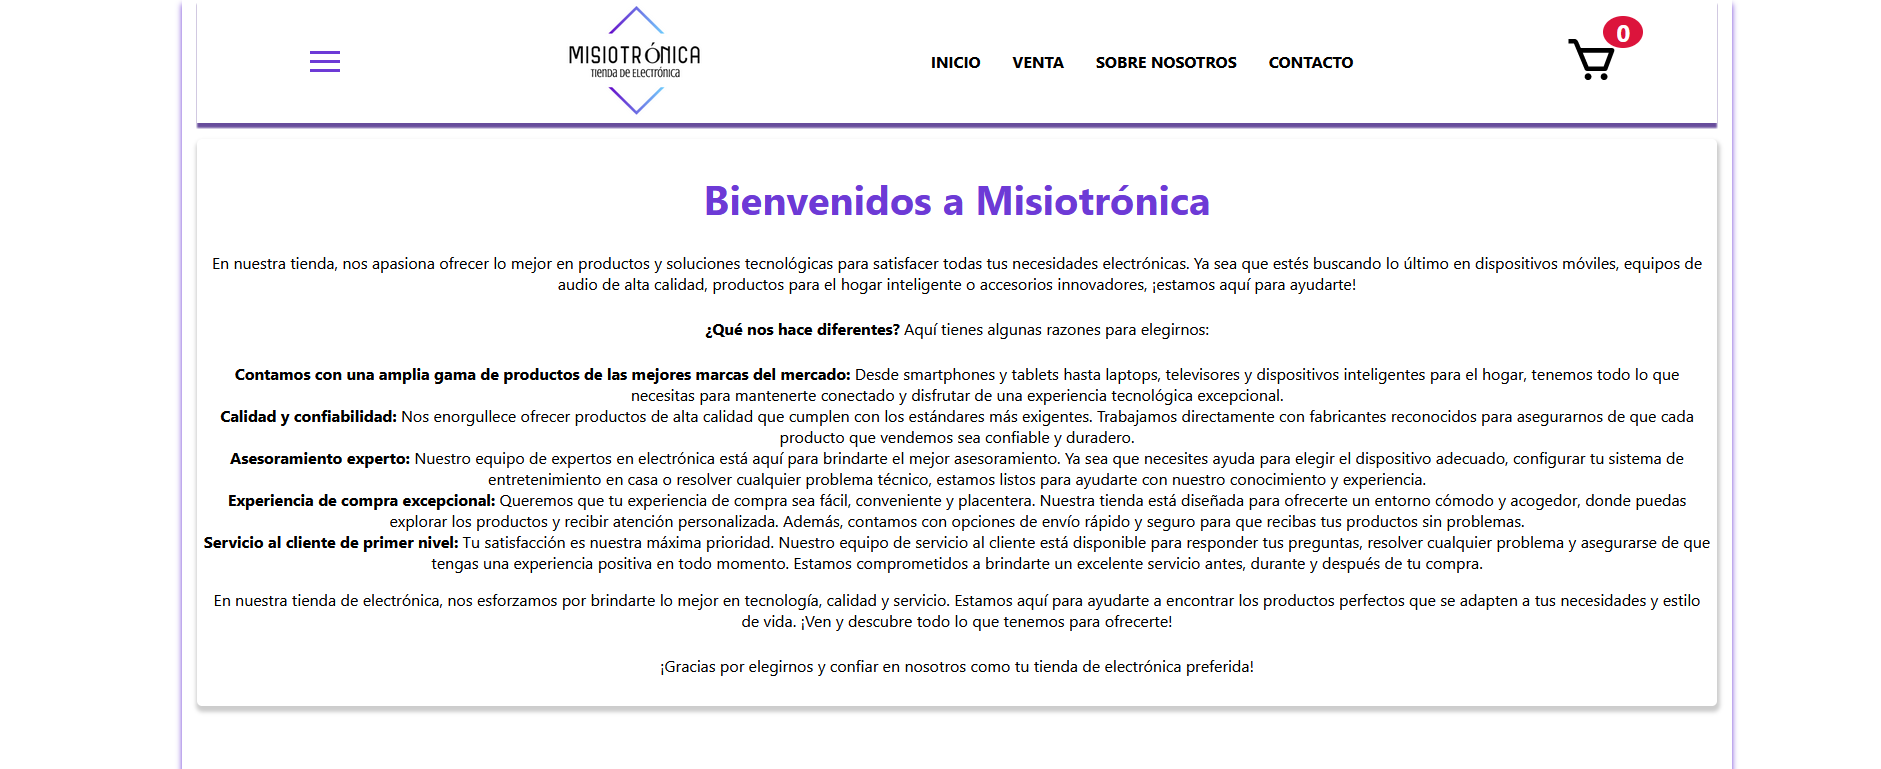 MISIOTRÓNICA
TIENDA DE ELECTRÓNICA
INICIO VENTA SOBRE NOSOTROS CONTACTO
0
Bienvenidos a Misiotrónica
En nuestra tienda, nos apasiona ofrecer lo mejor en productos y soluciones tecnológicas para satisfacer todas tus necesidades electrónicas. Ya sea que estés buscando lo último en dispositivos móviles, equipos de
audio de alta calidad, productos para el hogar inteligente o accesorios innovadores, ¡estamos aquí para ayudarte!
¿Qué nos hace diferentes? Aquí tienes algunas razones para elegirnos:
Contamos con una amplia gama de productos de las mejores marcas del mercado: Desde smartphones y tablets hasta laptops, televisores y dispositivos inteligentes para el hogar, tenemos todo lo que
necesitas para mantenerte conectado y disfrutar de una experiencia tecnológica excepcional.
Calidad y confiabilidad: Nos enorgullece ofrecer productos de alta calidad que cumplen con los estándares más exigentes. Trabajamos directamente con fabricantes reconocidos para asegurarnos de que cada
producto que vendemos sea confiable y duradero.
Asesoramiento experto: Nuestro equipo de expertos en electrónica está aquí para brindarte el mejor asesoramiento. Ya sea que necesites ayuda para elegir el dispositivo adecuado, configurar tu sistema de
entretenimiento en casa o resolver cualquier problema técnico, estamos listos para ayudarte con nuestro conocimiento y experiencia.
Experiencia de compra excepcional: Queremos que tu experiencia de compra sea fácil, conveniente y placentera. Nuestra tienda está diseñada para ofrecerte un entorno cómodo y acogedor, donde puedas
explorar los productos y recibir atención personalizada. Además, contamos con opciones de envío rápido y seguro para que recibas tus productos sin problemas.
Servicio al cliente de primer nivel: Tu satisfacción es nuestra máxima prioridad. Nuestro equipo de servicio al cliente está disponible para responder tus preguntas, resolver cualquier problema y asegurarse de que
tengas una experiencia positiva en todo momento. Estamos comprometidos a brindarte un excelente servicio antes, durante y después de tu compra.
En nuestra tienda de electrónica, nos esforzamos por brindarte lo mejor en tecnología, calidad y servicio. Estamos aquí para ayudarte a encontrar los productos perfectos que se adapten a tus necesidades y estilo
de vida. ¡Ven y descubre todo lo que tenemos para ofrecerte!
¡Gracias por elegirnos y confiar en nosotros como tu tienda de electrónica preferida!